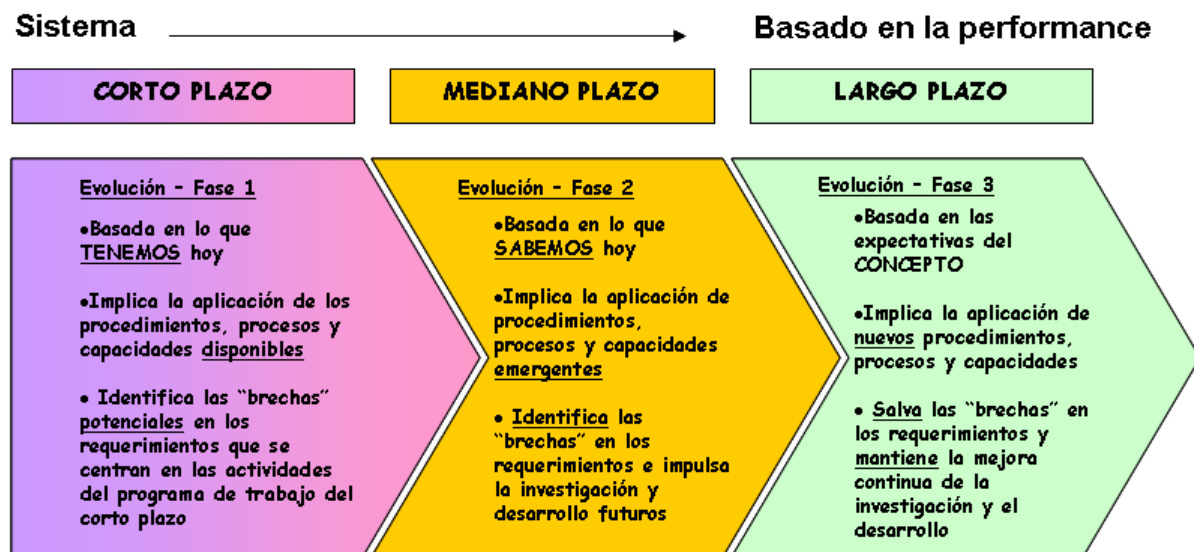 Sistema
Basado en la performance
CORTO PLAZO
MEDIANO PLAZO
LARGO PLAZO
Evolución - Fase 1
•Basada en lo que
TENEMOS hoy
•Implica la aplicación de los
procedimientos, procesos y
capacidades disponibles
• Identifica las “brechas”
potenciales en los
requerimientos que se
centran en las actividades
del programa de trabajo del
corto plazo
Evolución - Fase 2
•Basada en lo que
SABEMOS hoy
•Implica la aplicación de
procedimientos,
procesos y capacidades
emergentes
• Identifica las
“brechas” en los
requerimientos e impulsa
la investigación y
desarrollo futuros
Evolución - Fase 3
•Basada en las
expectativas del
CONCEPTO
•Implica la aplicación de
nuevos procedimientos,
procesos y capacidades
• Salva las “brechas” en
los requerimientos y
mantiene la mejora
continua de la
investigación y el
desarrollo